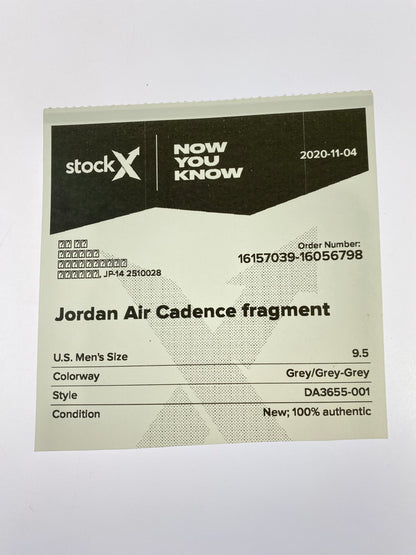 stockX
NOW
YOU
KNOW
2020-11-04
Order Number:
16157039-16056798
, JP-14 2510028
Jordan Air Cadence fragment
U.S. Men's Size 9.5
Colorway Grey/Grey-Grey
Style DA3655-001
Condition New; 100% authentic